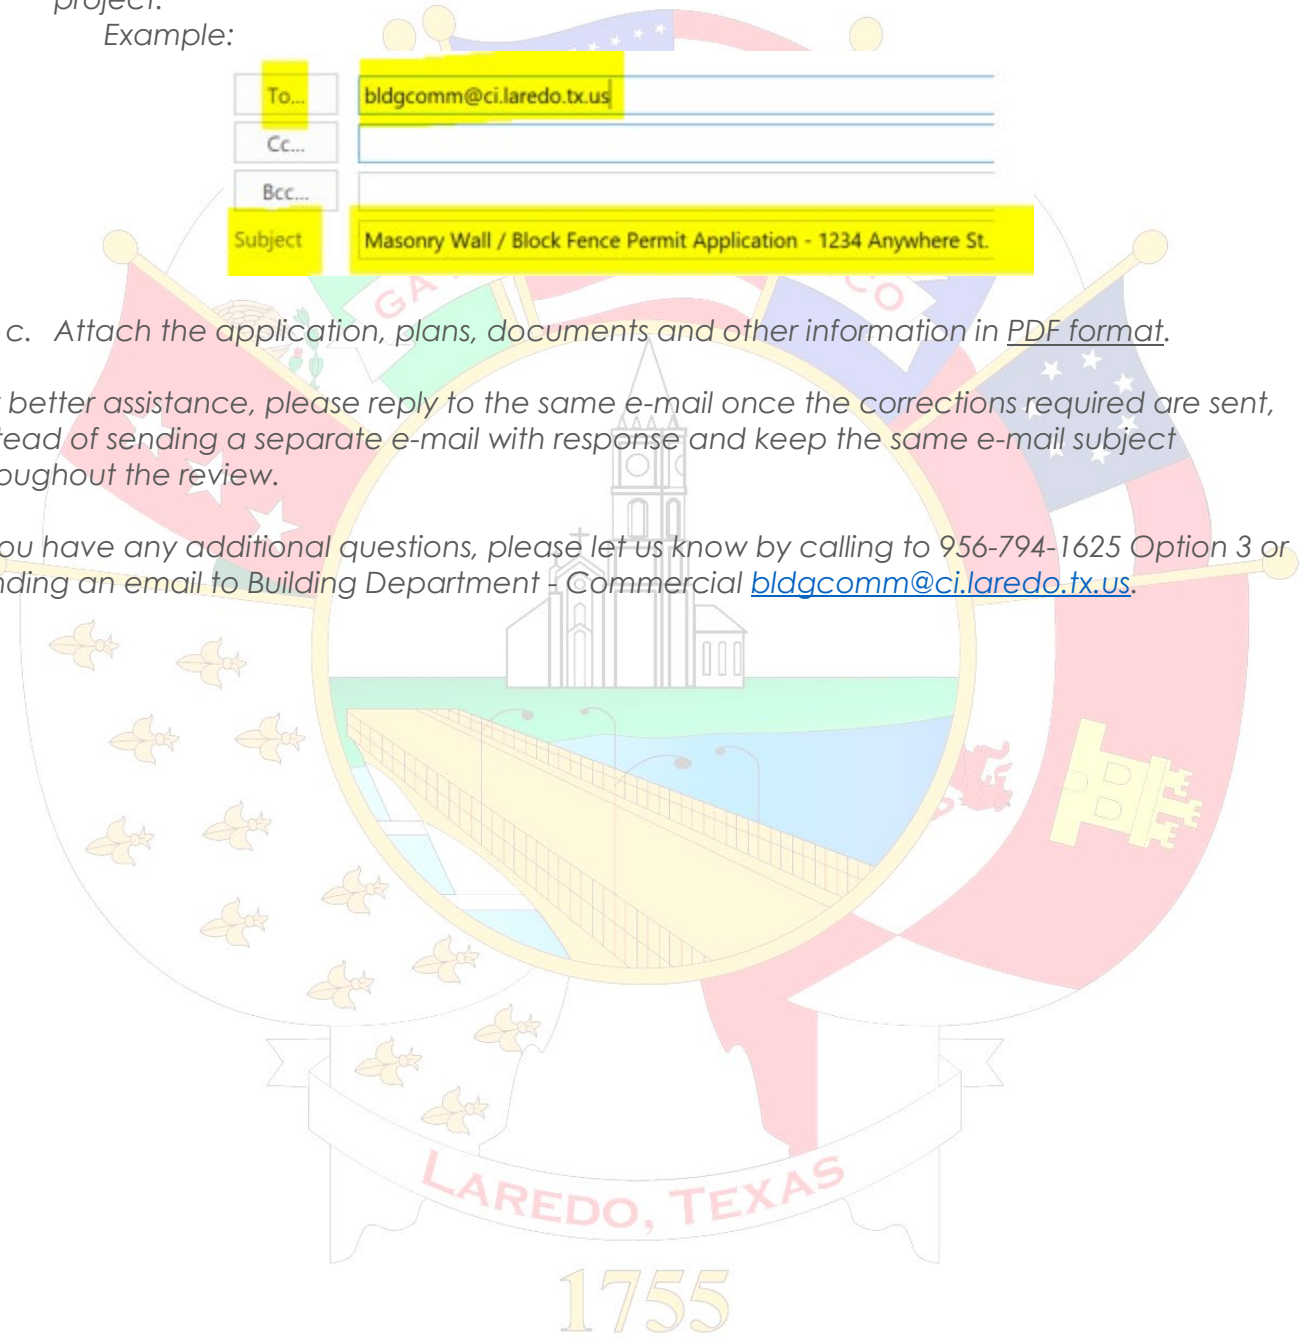 project.
Example:
To...
bldgcomm@ci.laredo.tx.us
Cc...
Bcc...
Subject
Masonry Wall / Block Fence Permit Application - 1234 Anywhere St.
GA
CO
c. Attach the application, plans, documents and other information in PDF format.
better assistance, please reply to the same e-mail once the corrections required are sent,
tead of sending a separate e-mail with response and keep the same e-mail subject
oughout the review.
ou have any additional questions, please let us know by calling to 956-794-1625 Option 3 or
nding an email to Building Department - Commercial bldgcomm@ci.laredo.tx.us.
LAREDO, TEXAS
1755